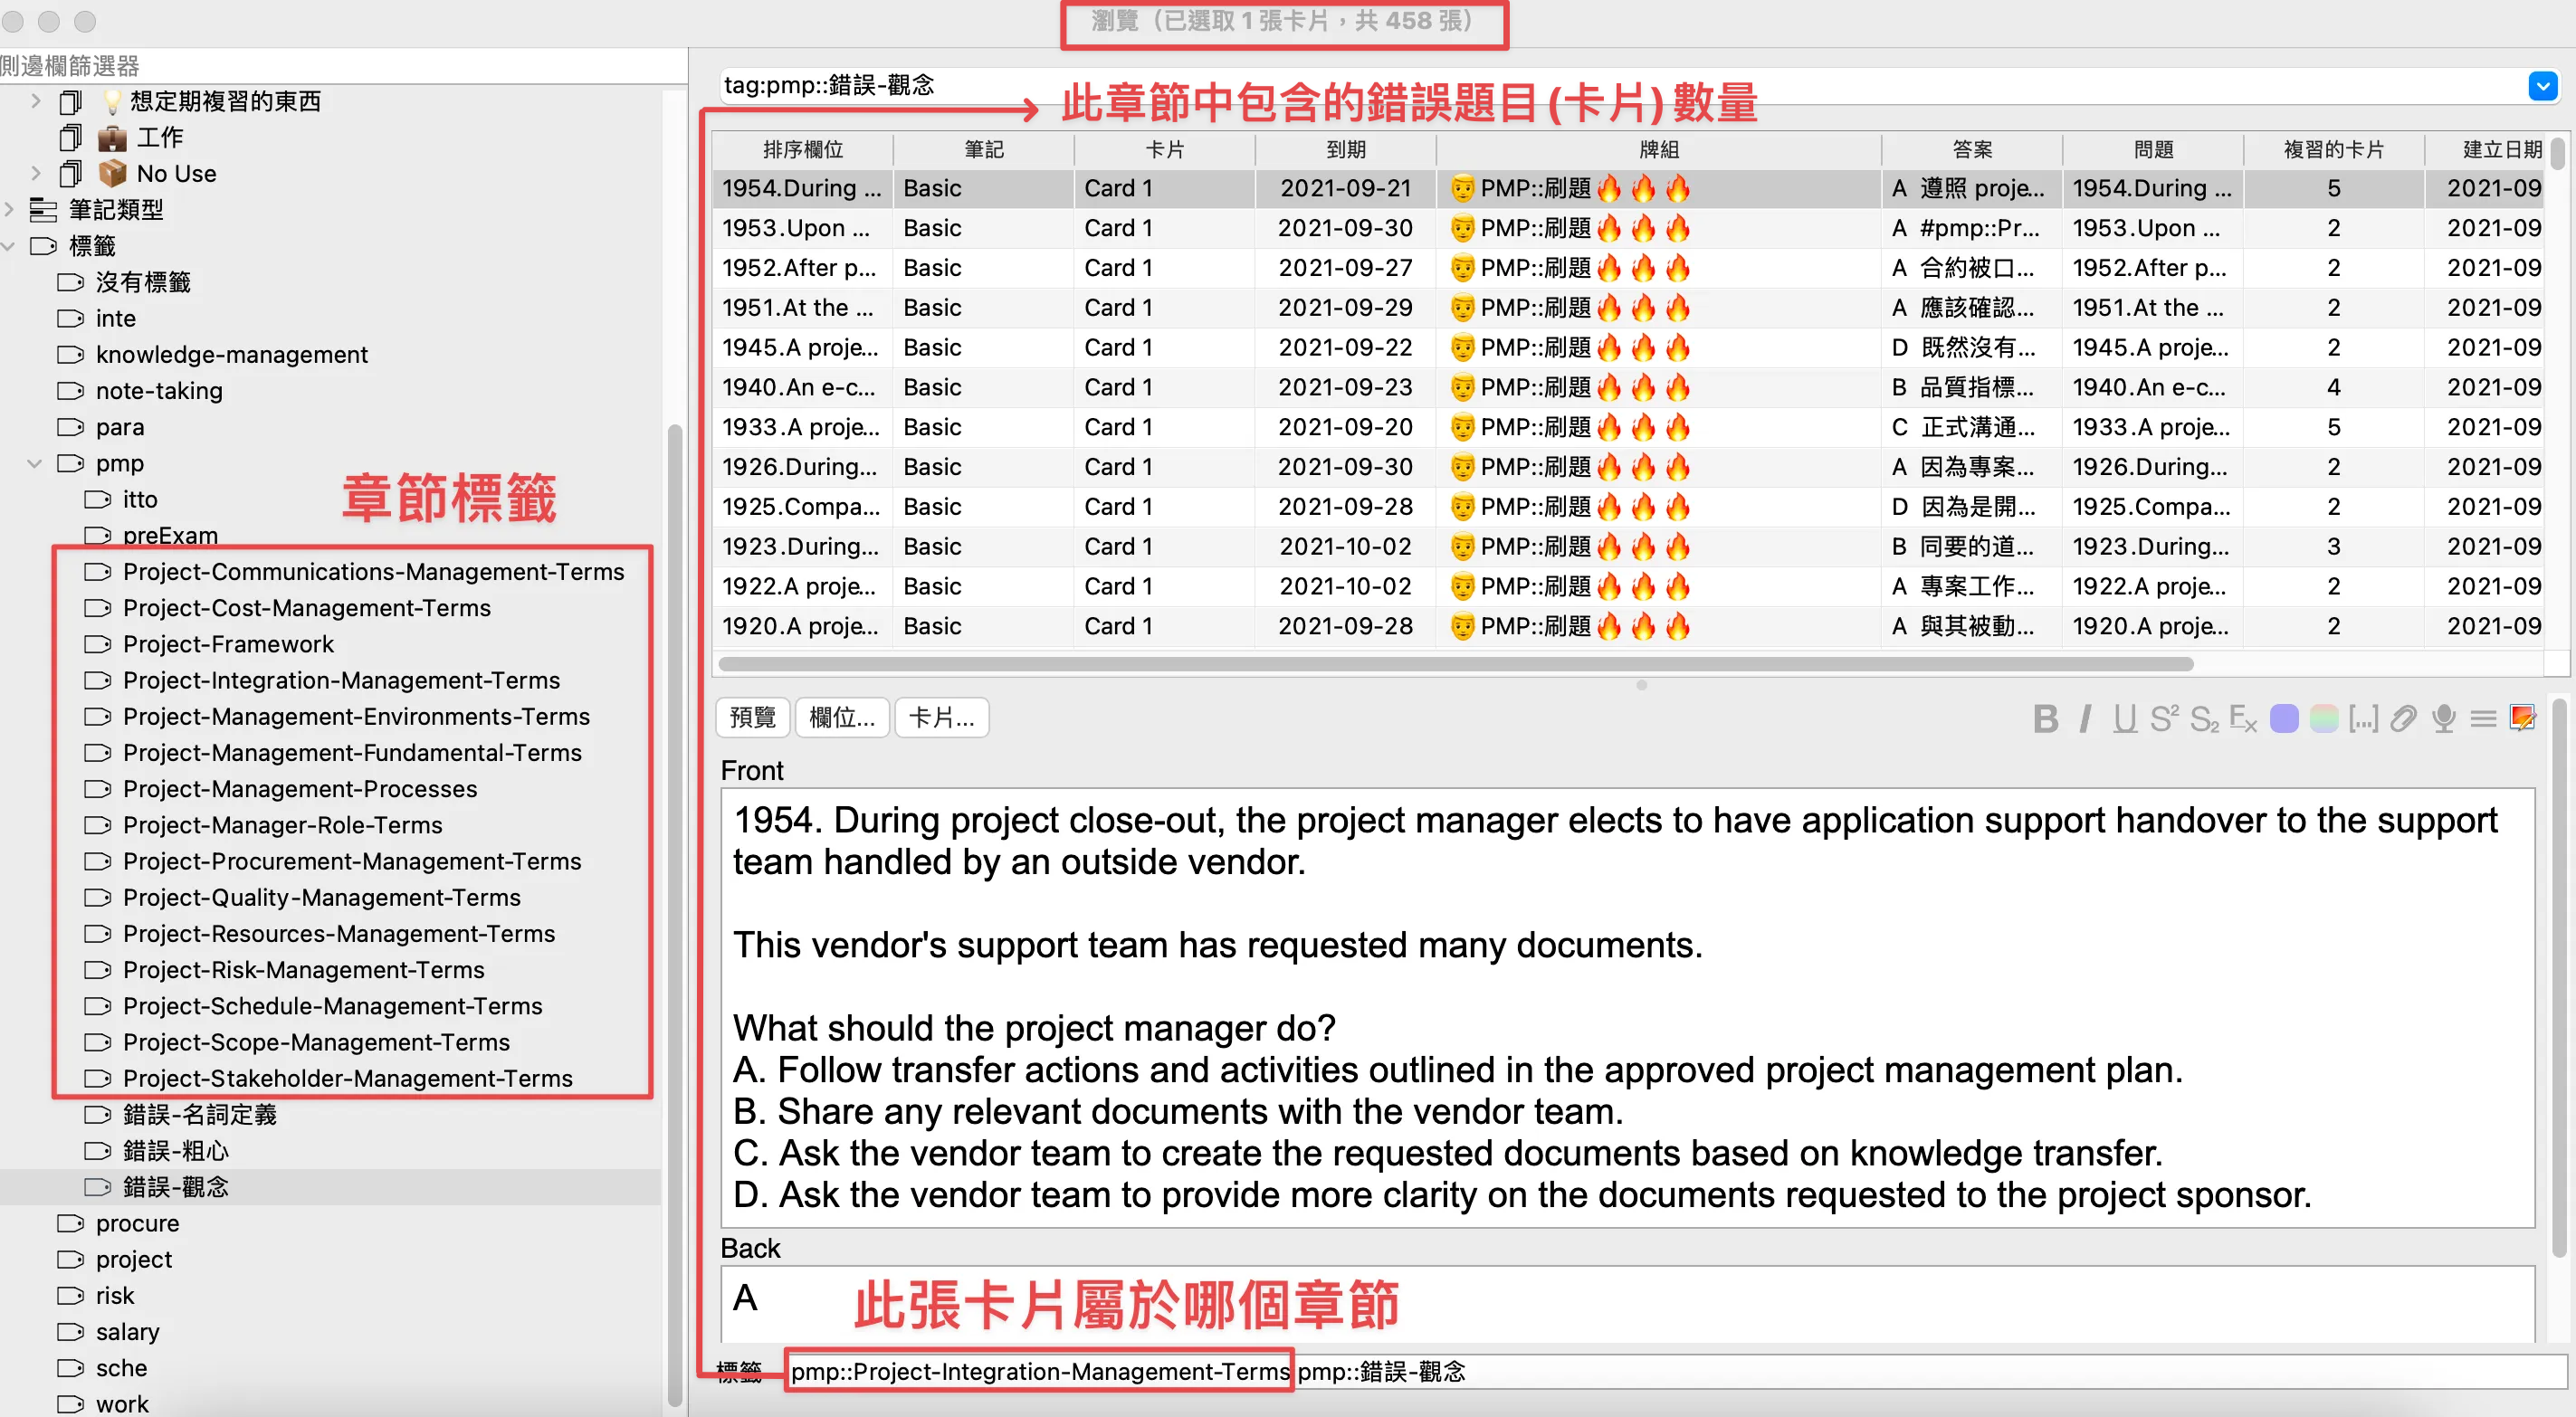 瀏覽（已選取 1 張卡片，共 458 張）
側邊欄篩選器
想定期複習的東西
工作
No Use
筆記類型
標籤
沒有標籤
inte
knowledge-management
note-taking
para
pmp
itto
章節標籤
preExam
Project-Communications-Management-Terms
Project-Cost-Management-Terms
Project-Framework
Project-Integration-Management-Terms
Project-Management-Environments-Terms
Project-Management-Fundamental-Terms
Project-Management-Processes
Project-Manager-Role-Terms
Project-Procurement-Management-Terms
Project-Quality-Management-Terms
Project-Resources-Management-Terms
Project-Risk-Management-Terms
Project-Schedule-Management-Terms
Project-Scope-Management-Terms
Project-Stakeholder-Management-Terms
錯誤-名詞定義
錯誤-粗心
錯誤-觀念
procure
project
risk
salary
sche
work
tag:pmp::錯誤-觀念
此章節中包含的錯誤題目(卡片)數量
排序欄位 筆記 卡片 到期 牌組 答案 問題 複習的卡片 建立日期
1954.During ... Basic Card 1 2021-09-21 PMP::刷題🔥🔥🔥 A 遵照 proje... 1954.During ... 5 2021-09
1953.Upon ... Basic Card 1 2021-09-30 PMP::刷題🔥🔥🔥 A #pmp::Pr... 1953.Upon ... 2 2021-09
1952.After p... Basic Card 1 2021-09-27 PMP::刷題🔥🔥🔥 A 合約被口... 1952.After p... 2 2021-09
1951.At the ... Basic Card 1 2021-09-29 PMP::刷題🔥🔥🔥 A 應該確認... 1951.At the ... 2 2021-09
1945.A proje... Basic Card 1 2021-09-22 PMP::刷題🔥🔥🔥 D 既然沒有... 1945.A proje... 2 2021-09
1940.An e-c... Basic Card 1 2021-09-23 PMP::刷題🔥🔥🔥 B 品質指標... 1940.An e-c... 4 2021-09
1933.A proje... Basic Card 1 2021-09-20 PMP::刷題🔥🔥🔥 C 正式溝通... 1933.A proje... 5 2021-09
1926.During... Basic Card 1 2021-09-30 PMP::刷題🔥🔥🔥 A 因為專案... 1926.During... 2 2021-09
1925.Compa... Basic Card 1 2021-09-28 PMP::刷題🔥🔥🔥 D 因為是開... 1925.Compa... 2 2021-09
1923.During... Basic Card 1 2021-10-02 PMP::刷題🔥🔥🔥 B 同要的道... 1923.During... 3 2021-09
1922.A proje... Basic Card 1 2021-10-02 PMP::刷題🔥🔥🔥 A 專案工作... 1922.A proje... 2 2021-09
1920.A proje... Basic Card 1 2021-09-28 PMP::刷題🔥🔥🔥 A 與其被動... 1920.A proje... 2 2021-09
預覽 欄位... 卡片...
Front
1954. During project close-out, the project manager elects to have application support handover to the support
team handled by an outside vendor.
This vendor's support team has requested many documents.
What should the project manager do?
A. Follow transfer actions and activities outlined in the approved project management plan.
B. Share any relevant documents with the vendor team.
C. Ask the vendor team to create the requested documents based on knowledge transfer.
D. Ask the vendor team to provide more clarity on the documents requested to the project sponsor.
Back
A
此張卡片屬於哪個章節
標籤 pmp::Project-Integration-Management-Terms pmp::錯誤-觀念